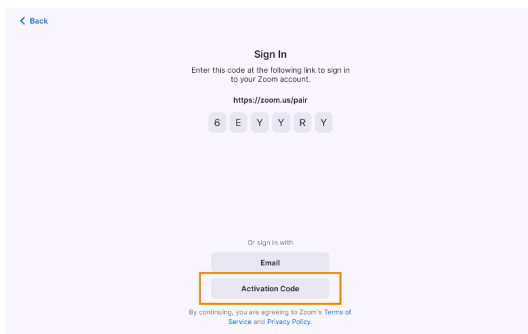 Back
Sign In
Enter this code at the following link to sign in
to your Zoom account.
https://zoom.us/pair
6 E Y Y R Y
Or sign in with
Email
Activation Code
By continuing, you are agreeing to Zoom's Terms of
Service and Privacy Policy.